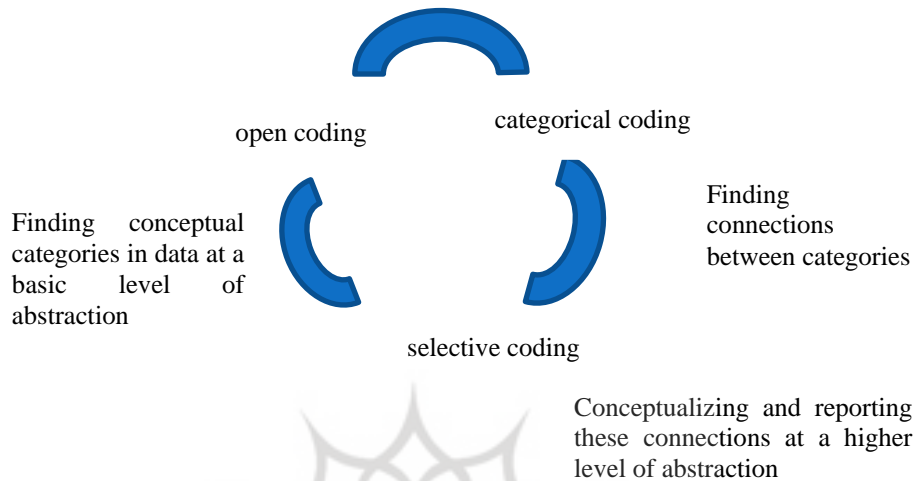 open coding
categorical coding
Finding conceptual
categories in data at a
basic level of
abstraction
Finding
connections
between categories
selective coding
Conceptualizing and reporting
these connections at a higher
level of abstraction